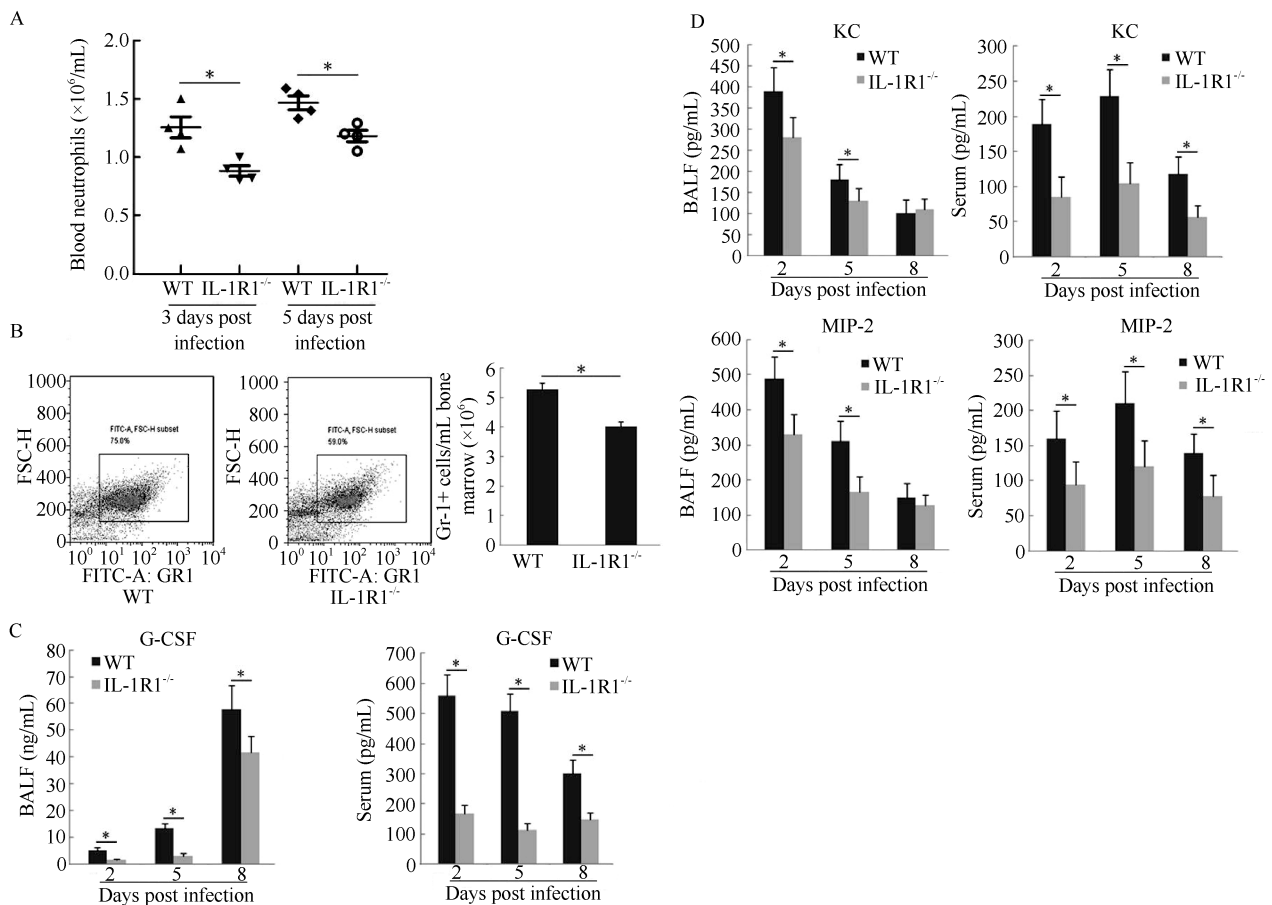 A
Blood neutrophils (×10⁶/mL)
2.0
1.5
1.0
0.5
0.0
*
*
WT IL-1R1⁻/⁻ WT IL-1R1⁻/⁻
3 days post infection
5 days post infection
B
FSC-H
1000
800
600
400
200
0
FITC-A, FSC-H subset
75.0%
10⁰ 10¹ 10² 10³ 10⁴
FITC-A: GR1
WT
FSC-H
1000
800
600
400
200
0
FITC-A, FSC-H subset
59.0%
10⁰ 10¹ 10² 10³ 10⁴
FITC-A: GR1
IL-1R1⁻/⁻
Gr-1+ cells/mL bone
marrow (×10⁶)
6
5
4
3
2
1
0
*
WT IL-1R1⁻/⁻
C
G-CSF
BALF (ng/mL)
80
70
60
50
40
30
20
10
0
WT
IL-1R1⁻/⁻
* * *
2 5 8
Days post infection
G-CSF
Serum (pg/mL)
700
600
500
400
300
200
100
0
WT
IL-1R1⁻/⁻
* * *
2 5 8
Days post infection
D
KC
BALF (pg/mL)
500
450
400
350
300
250
200
150
100
50
0
WT
IL-1R1⁻/⁻
* *
2 5 8
Days post infection
KC
Serum (pg/mL)
300
250
200
150
100
50
0
WT
IL-1R1⁻/⁻
* * *
2 5 8
Days post infection
MIP-2
BALF (pg/mL)
600
500
400
300
200
100
0
WT
IL-1R1⁻/⁻
* *
2 5 8
Days post infection
MIP-2
Serum (pg/mL)
300
250
200
150
100
50
0
WT
IL-1R1⁻/⁻
* * *
2 5 8
Days post infection